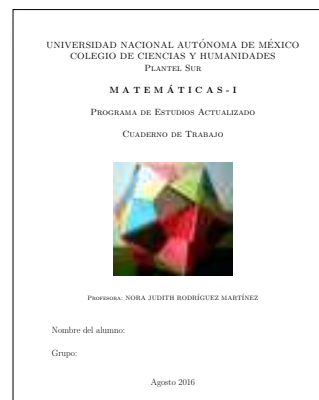 UNIVERSIDAD NACIONAL AUTÓNOMA DE MÉXICO
COLEGIO DE CIENCIAS Y HUMANIDADES
PLANTEL SUR
MATEMÁTICAS-I
PROGRAMA DE ESTUDIOS ACTUALIZADO
CUADERNO DE TRABAJO
PROFESORA: NORA JUDITH RODRÍGUEZ MARTÍNEZ
Nombre del alumno:
Grupo:
Agosto 2016